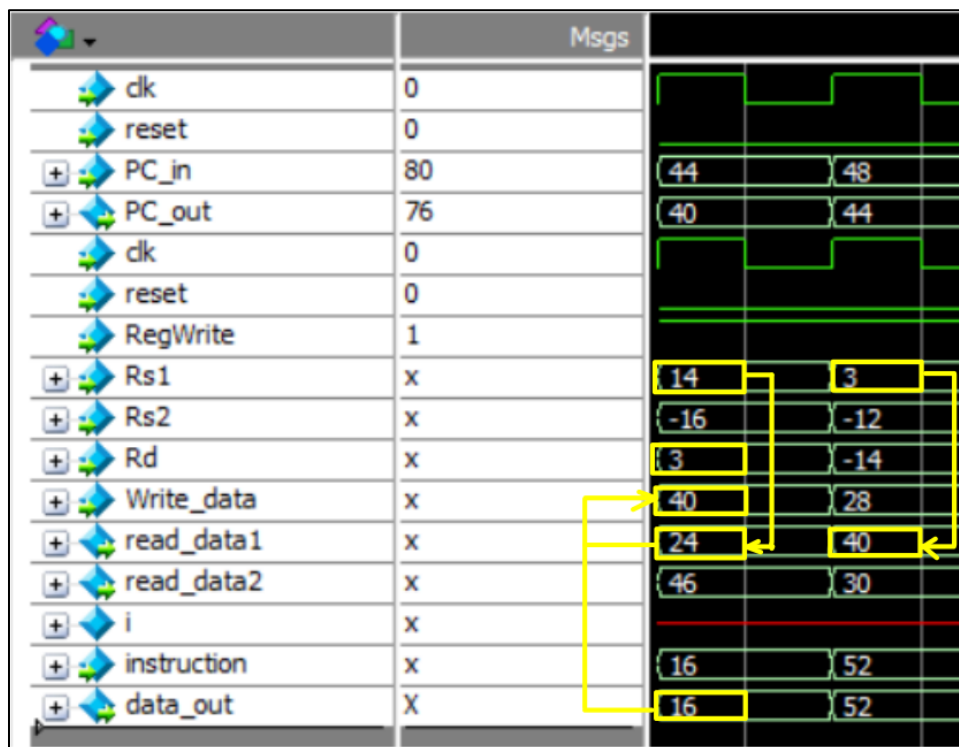 Msgs
clk 0
reset 0
PC_in 80 44 48
PC_out 76 40 44
clk 0
reset 0
RegWrite 1
Rs1 x 14 3
Rs2 x -16 -12
Rd x 3 -14
Write_data x 40 28
read_data1 x 24 40
read_data2 x 46 30
i x
instruction x 16 52
data_out X 16 52